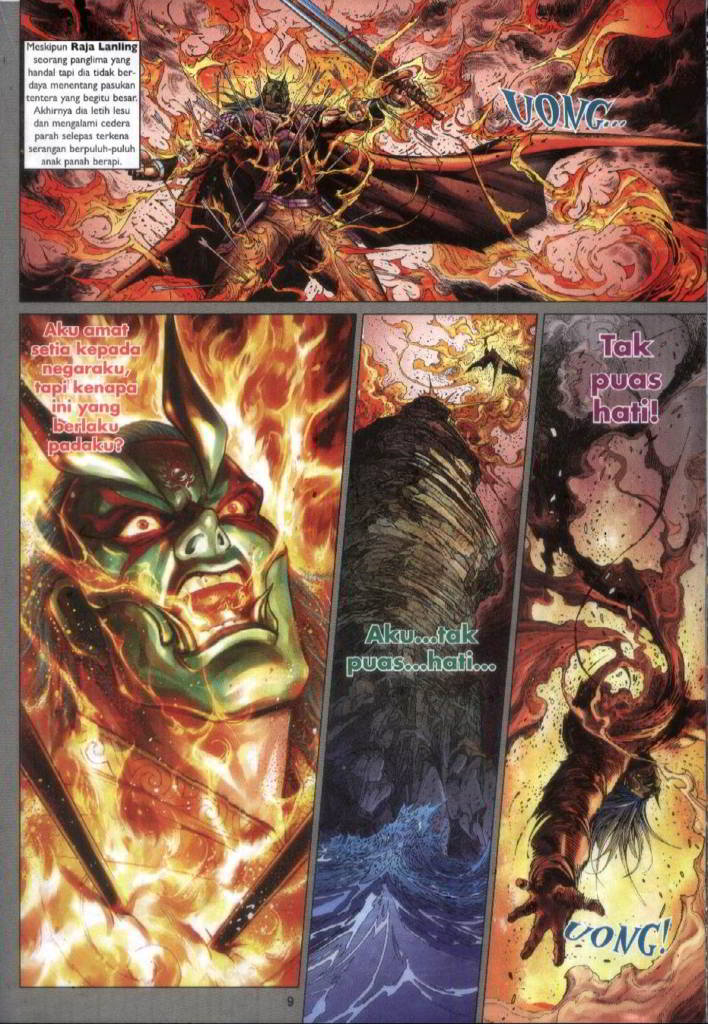 Meskipun Raja Lanling
seorang panglima yang
handal tapi dia tidak ber-
daya menentang pasukan
tentera yang begitu besar.
Akhirnya dia letih lesu
dan mengalami cedera
parah selepas terkena
serangan berpuluh-puluh
anak panah berapi.
UONG...
Aku amat
setia kepada
negaraku,
tapi kenapa
ini yang
berlaku
padaku?
Aku...tak
puas...hati...
Tak
puas
hati!
UONG!
9